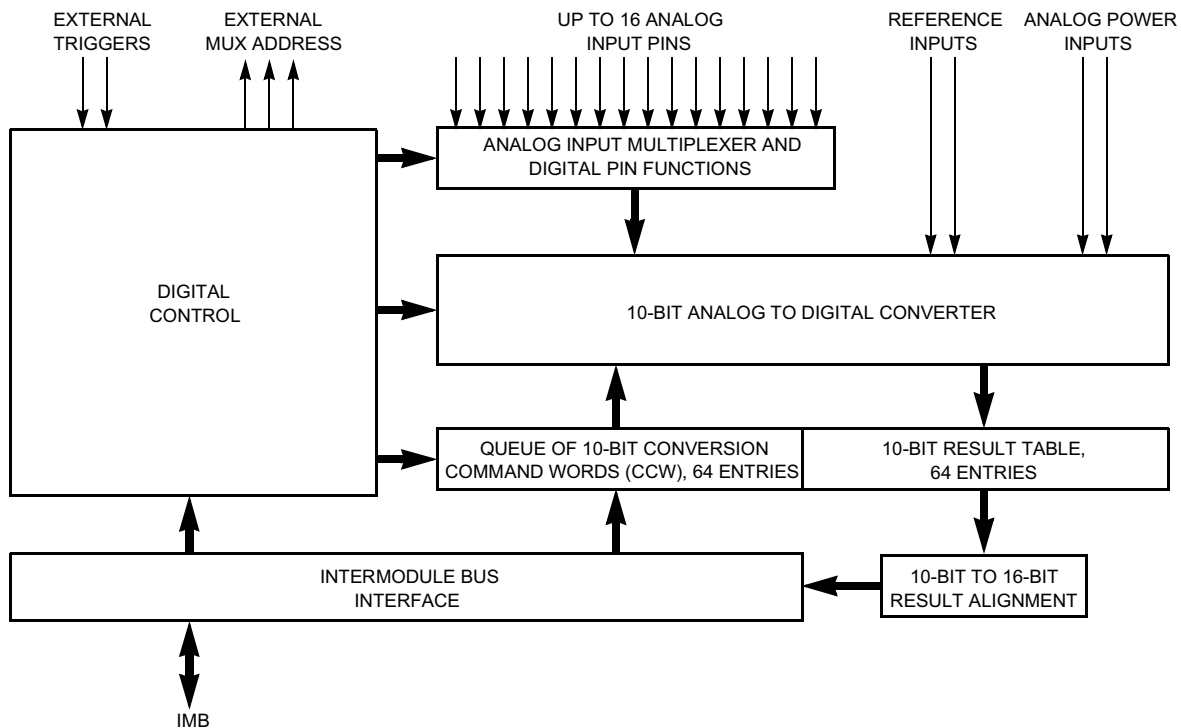 EXTERNAL
TRIGGERS
EXTERNAL
MUX ADDRESS
UP TO 16 ANALOG
INPUT PINS
REFERENCE
INPUTS
ANALOG POWER
INPUTS
ANALOG INPUT MULTIPLEXER AND
DIGITAL PIN FUNCTIONS
DIGITAL
CONTROL
10-BIT ANALOG TO DIGITAL CONVERTER
QUEUE OF 10-BIT CONVERSION
COMMAND WORDS (CCW), 64 ENTRIES
10-BIT RESULT TABLE,
64 ENTRIES
INTERMODULE BUS
INTERFACE
10-BIT TO 16-BIT
RESULT ALIGNMENT
IMB